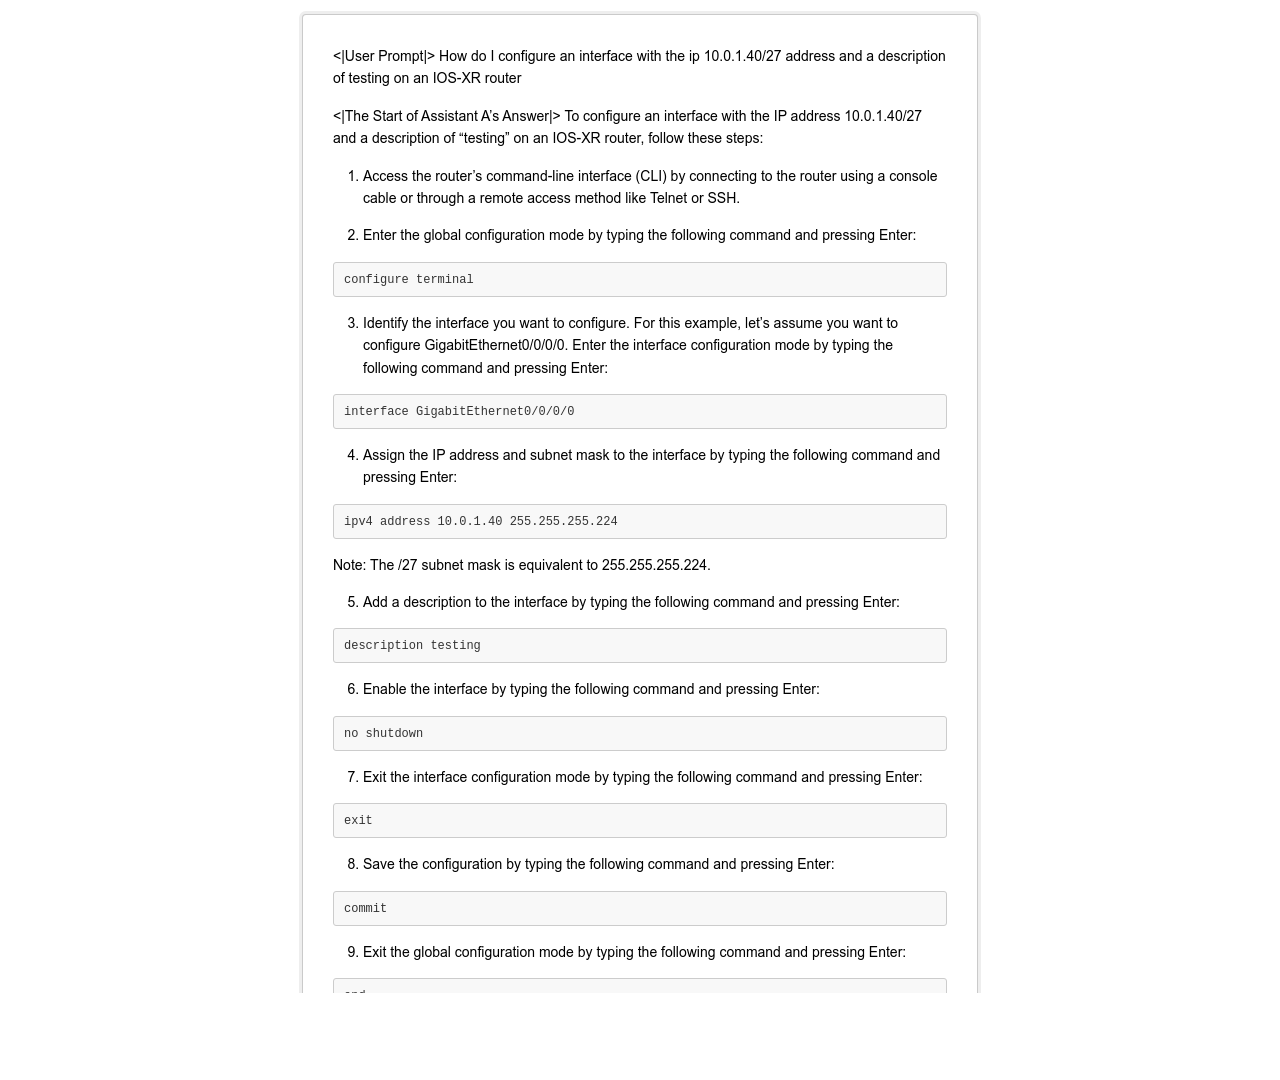 <|User Prompt|> How do I configure an interface with the ip 10.0.1.40/27 address and a description
of testing on an IOS-XR router
<|The Start of Assistant A’s Answer|> To configure an interface with the IP address 10.0.1.40/27
and a description of “testing” on an IOS-XR router, follow these steps:
1. Access the router’s command-line interface (CLI) by connecting to the router using a console
cable or through a remote access method like Telnet or SSH.
2. Enter the global configuration mode by typing the following command and pressing Enter:
configure terminal
3. Identify the interface you want to configure. For this example, let’s assume you want to
configure GigabitEthernet0/0/0/0. Enter the interface configuration mode by typing the
following command and pressing Enter:
interface GigabitEthernet0/0/0/0
4. Assign the IP address and subnet mask to the interface by typing the following command and
pressing Enter:
ipv4 address 10.0.1.40 255.255.255.224
Note: The /27 subnet mask is equivalent to 255.255.255.224.
5. Add a description to the interface by typing the following command and pressing Enter:
description testing
6. Enable the interface by typing the following command and pressing Enter:
no shutdown
7. Exit the interface configuration mode by typing the following command and pressing Enter:
exit
8. Save the configuration by typing the following command and pressing Enter:
commit
9. Exit the global configuration mode by typing the following command and pressing Enter: